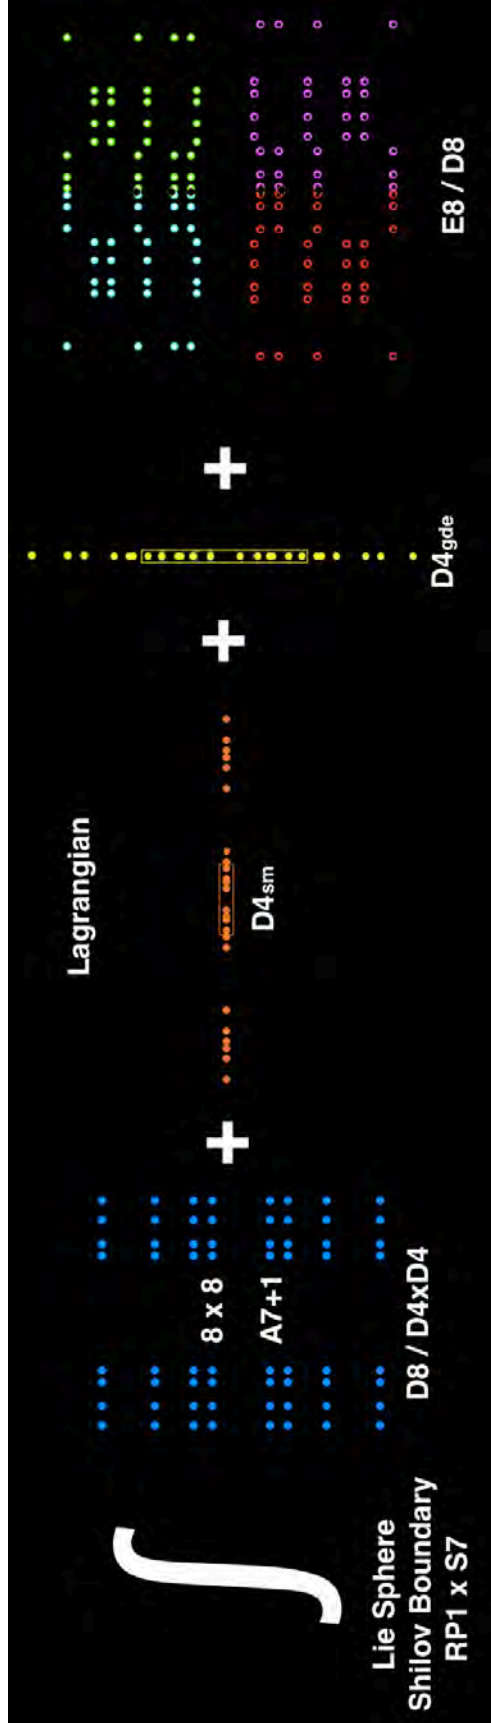 Lagrangian
∫
Lie Sphere
Shilov Boundary
RP1 x S7
8 x 8
A7+1
D8 / D4xD4
+
D4sm
+
D4gde
+
E8 / D8